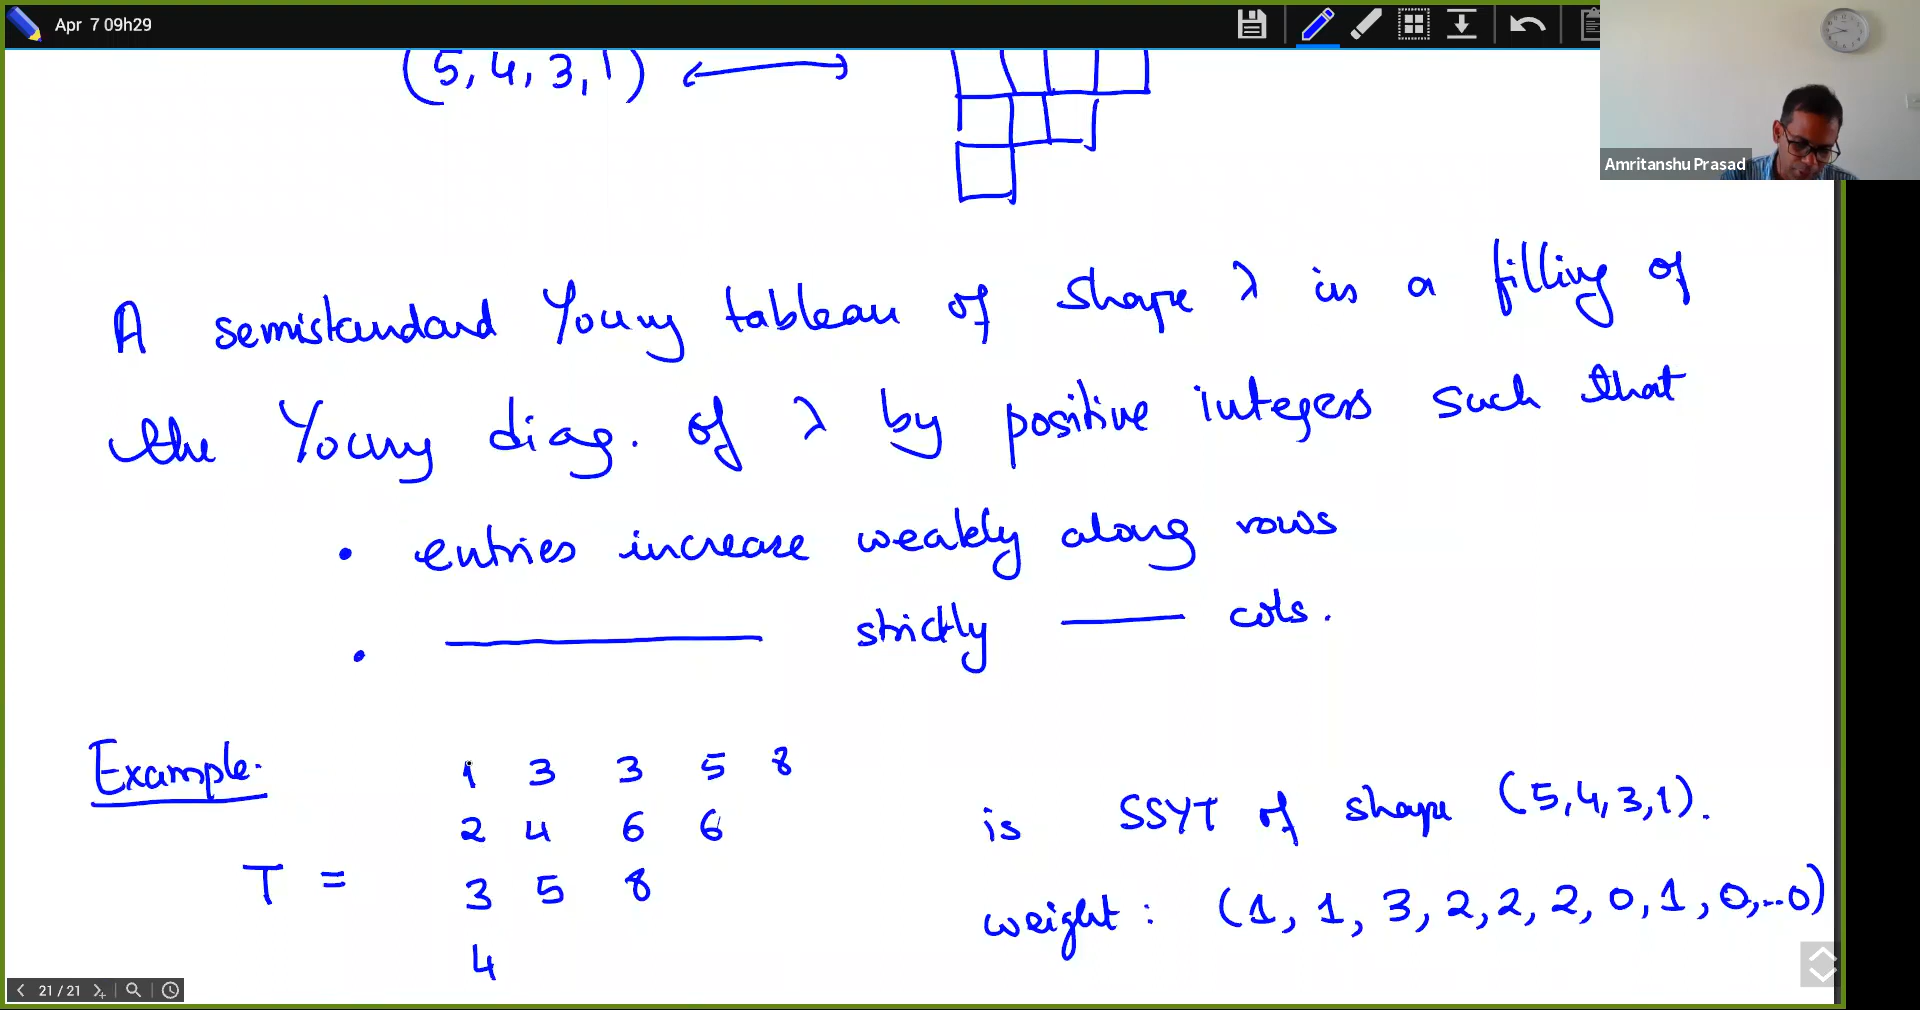 Apr 7 09h29
(5, 4, 3, 1) ⟷
Amritanshu Prasad
A semistandard Young tableau of shape λ is a filling of
the Young diag. of λ by positive integers such that
• entries increase weakly along rows
• ———— strictly —— cols.
Example.
1 3 3 5 8
2 4 6 6
T = 3 5 8
4
is SSYT of shape (5,4,3,1).
weight : (1, 1, 3, 2, 2, 2, 0, 1, 0,...0)
21 / 21